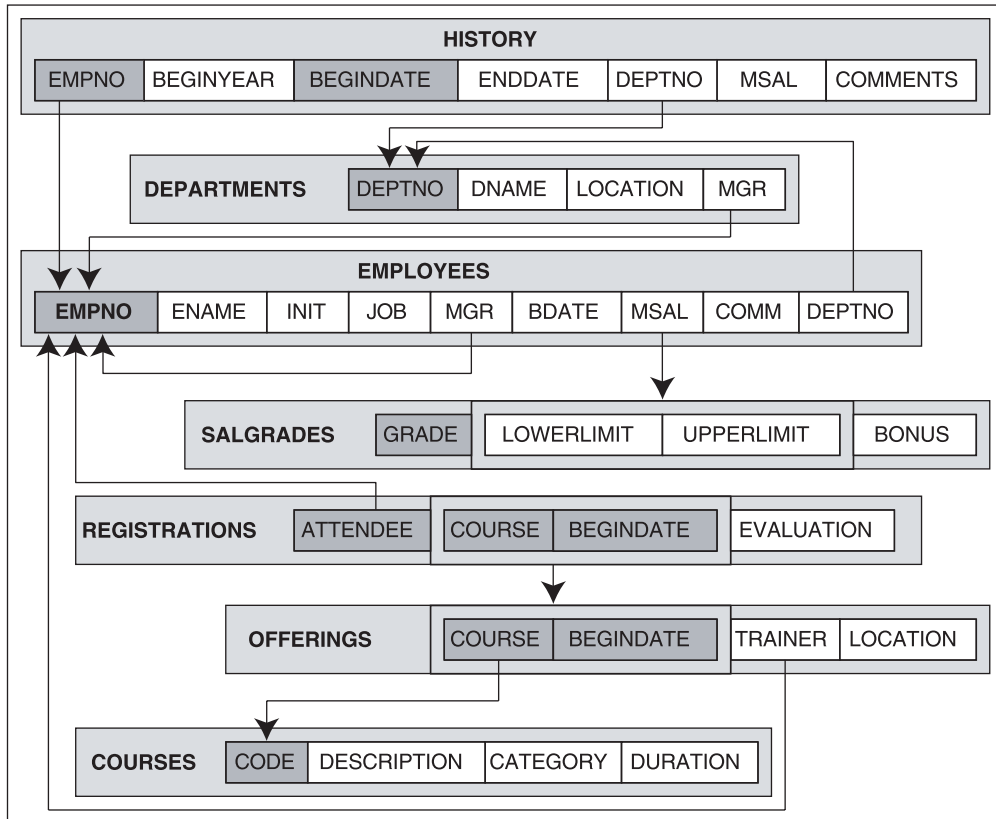 HISTORY
EMPNO BEGINYEAR BEGINDATE ENDDATE DEPTNO MSAL COMMENTS
DEPARTMENTS DEPTNO DNAME LOCATION MGR
EMPLOYEES
EMPNO ENAME INIT JOB MGR BDATE MSAL COMM DEPTNO
SALGRADES GRADE LOWERLIMIT UPPERLIMIT BONUS
REGISTRATIONS ATTENDEE COURSE BEGINDATE EVALUATION
OFFERINGS COURSE BEGINDATE TRAINER LOCATION
COURSES CODE DESCRIPTION CATEGORY DURATION